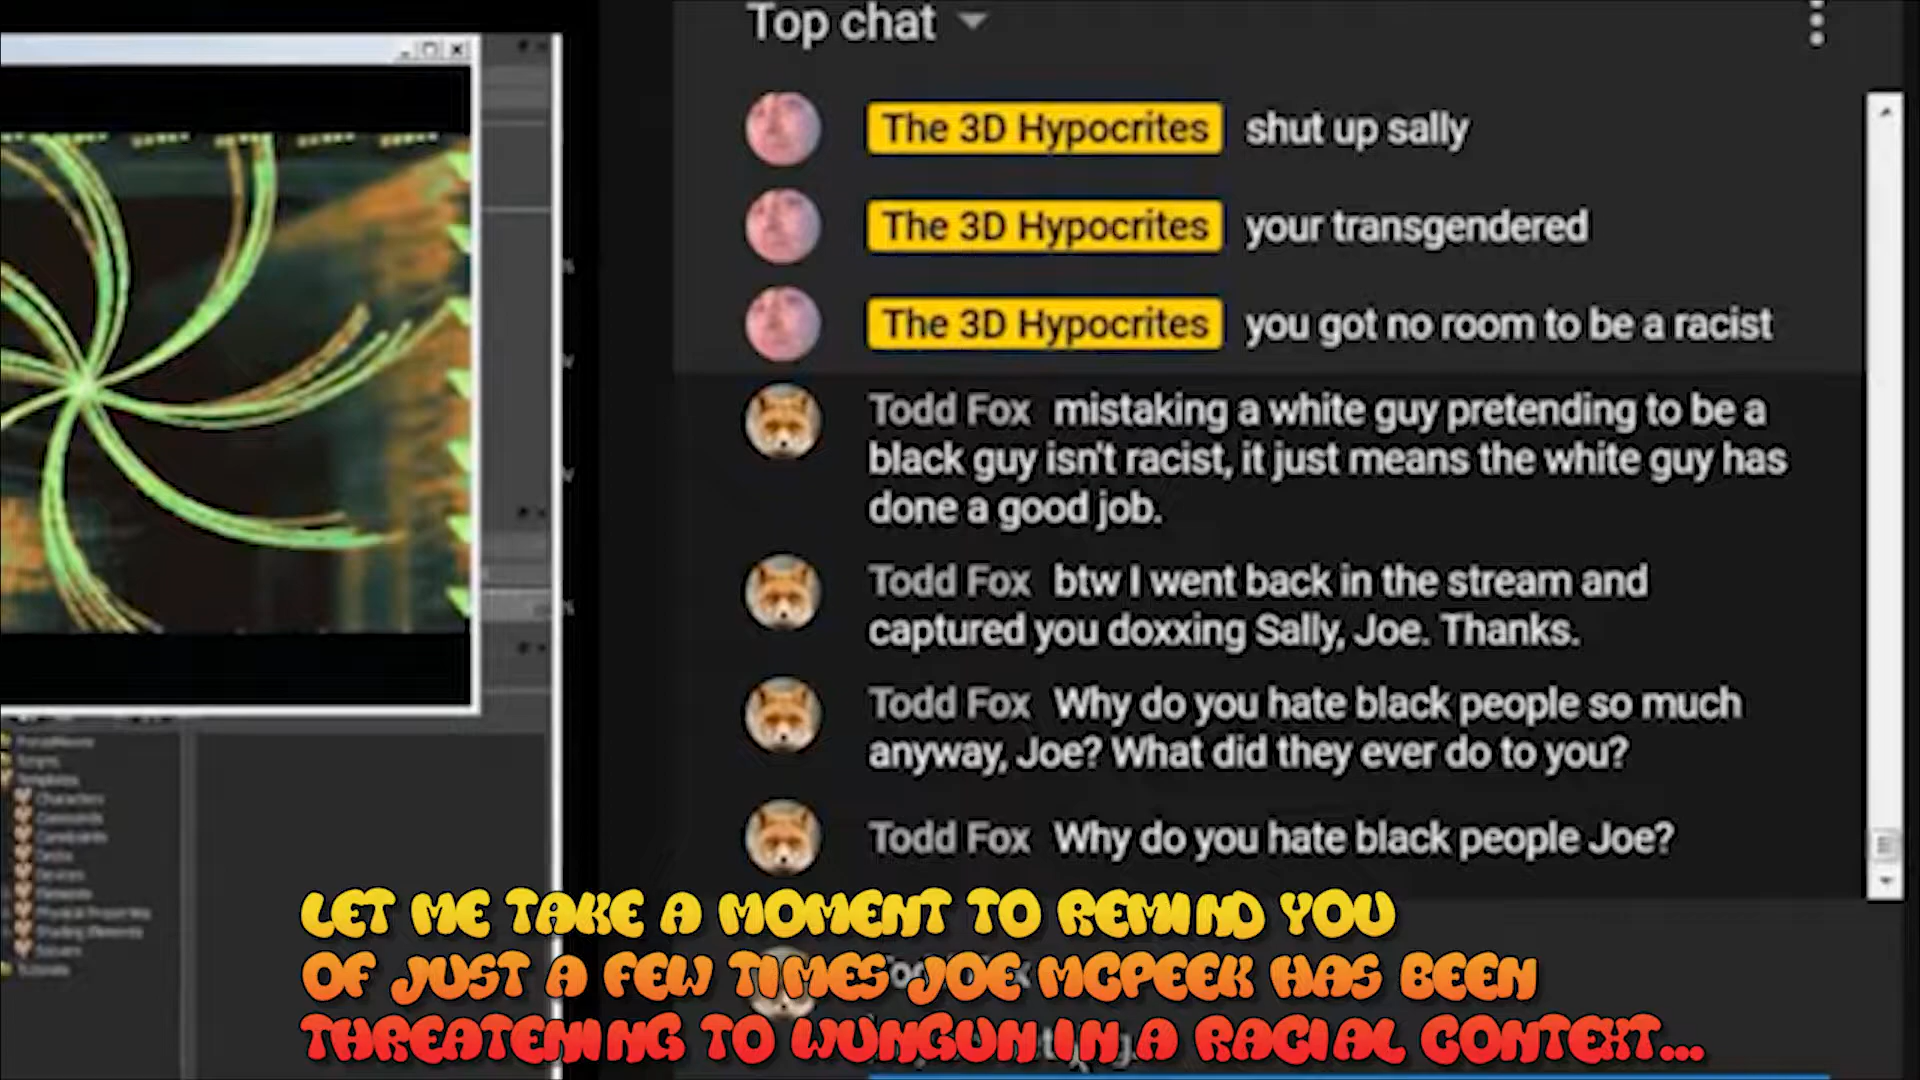 Top chat
The 3D Hypocrites shut up sally
The 3D Hypocrites your transgendered
The 3D Hypocrites you got no room to be a racist
Todd Fox mistaking a white guy pretending to be a
black guy isn't racist, it just means the white guy has
done a good job.
Todd Fox btw I went back in the stream and
captured you doxxing Sally, Joe. Thanks.
Todd Fox Why do you hate black people so much
anyway, Joe? What did they ever do to you?
Todd Fox Why do you hate black people Joe?
LET ME TAKE A MOMENT TO REMIND YOU
OF JUST A FEW TIMES JOE MCPEEK HAS BEEN
THREATENING TO WUNGUN IN A RACIAL CONTEXT...